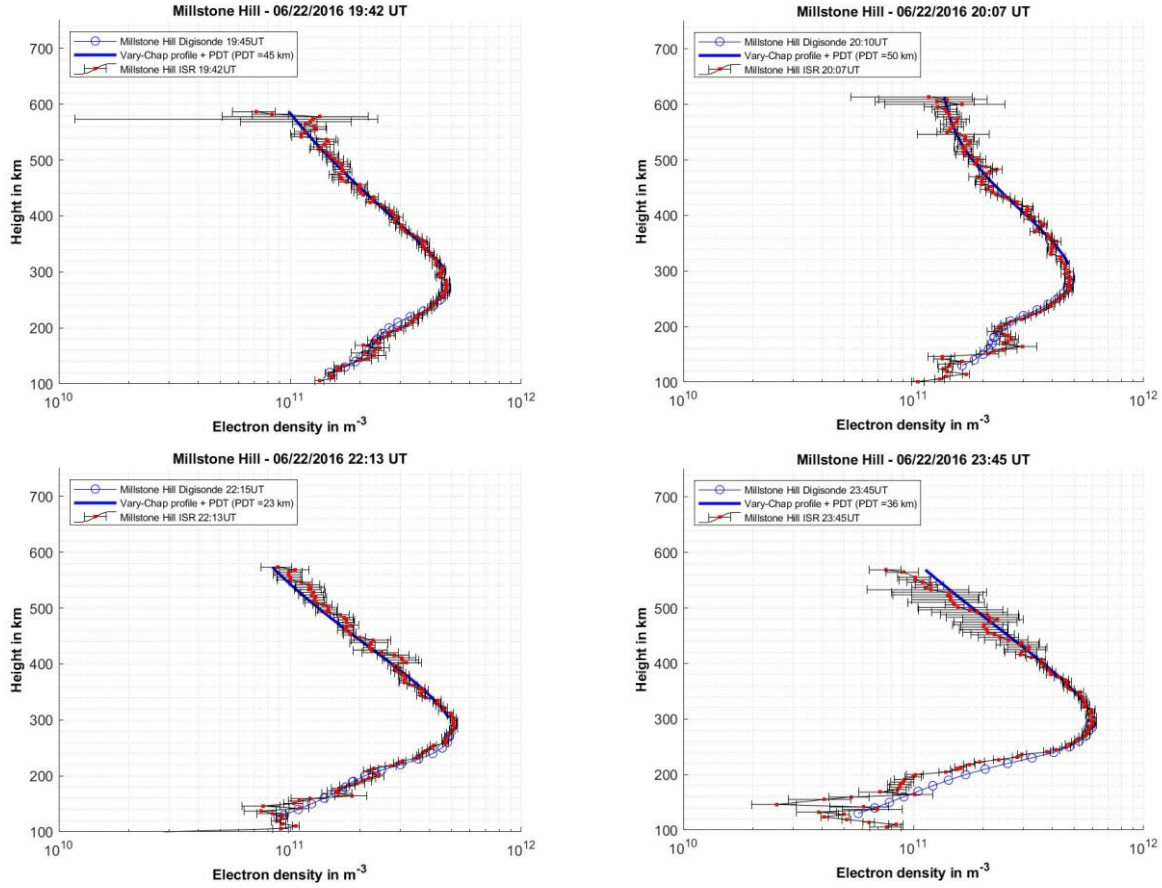 Millstone Hill - 06/22/2016 19:42 UT
Millstone Hill Digisonde 19:45UT
Vary-Chap profile + PDT (PDT =45 km)
Millstone Hill ISR 19:42UT
Height in km
700
600
500
400
300
200
100
10^10
10^11
10^12
Electron density in m^-3
Millstone Hill - 06/22/2016 20:07 UT
Millstone Hill Digisonde 20:10UT
Vary-Chap profile + PDT (PDT =50 km)
Millstone Hill ISR 20:07UT
Height in km
700
600
500
400
300
200
100
10^10
10^11
10^12
Electron density in m^-3
Millstone Hill - 06/22/2016 22:13 UT
Millstone Hill Digisonde 22:15UT
Vary-Chap profile + PDT (PDT =23 km)
Millstone Hill ISR 22:13UT
Height in km
700
600
500
400
300
200
100
10^10
10^11
10^12
Electron density in m^-3
Millstone Hill - 06/22/2016 23:45 UT
Millstone Hill Digisonde 23:45UT
Vary-Chap profile + PDT (PDT =36 km)
Millstone Hill ISR 23:45UT
Height in km
700
600
500
400
300
200
100
10^10
10^11
10^12
Electron density in m^-3